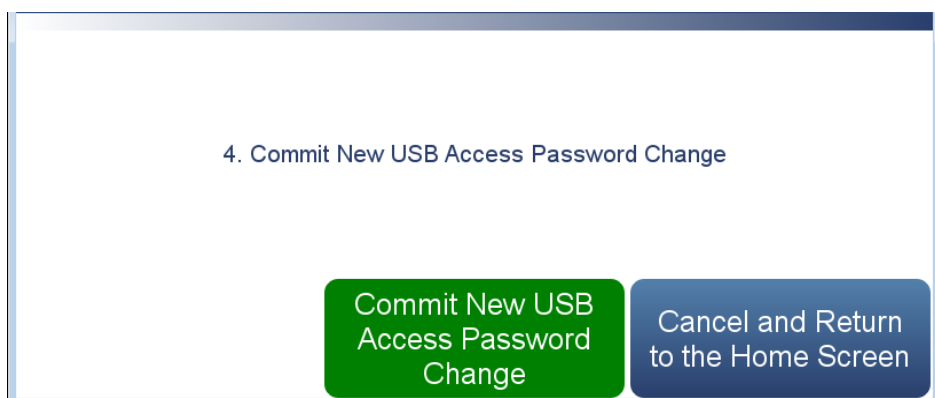 4. Commit New USB Access Password Change
Commit New USB
Access Password
Change
Cancel and Return
to the Home Screen